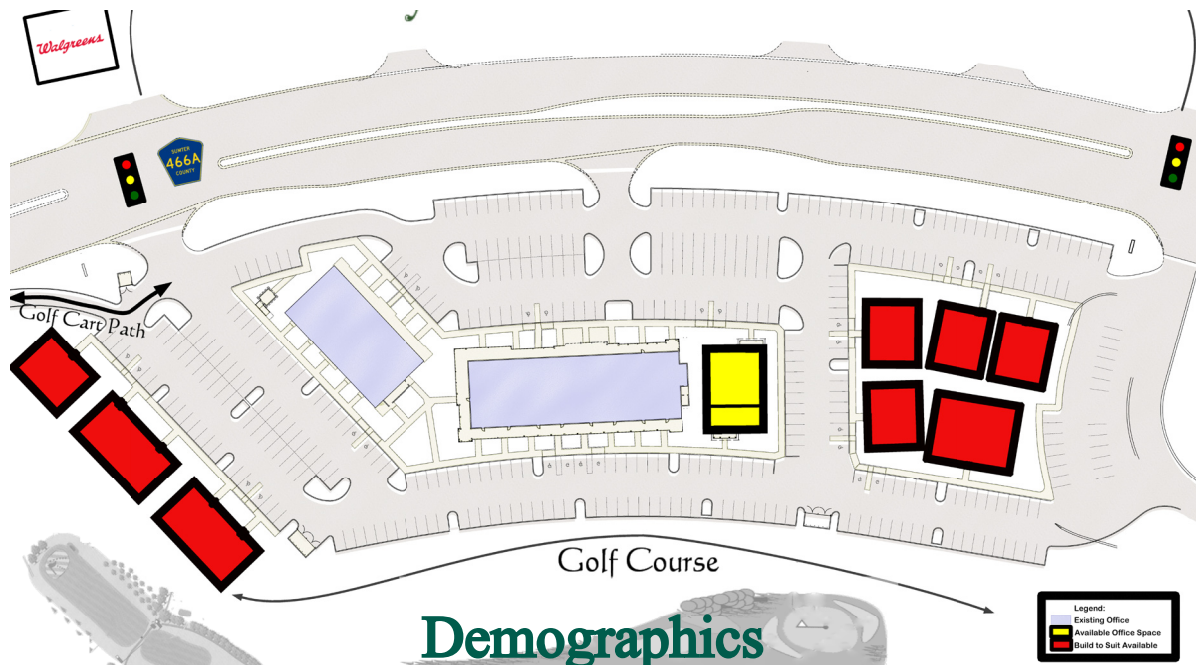 Walgreens
SUMTER
466A
COUNTY
Golf Cart Path
Golf Course
Demographics
Legend:
Existing Office
Available Office Space
Build to Suit Available